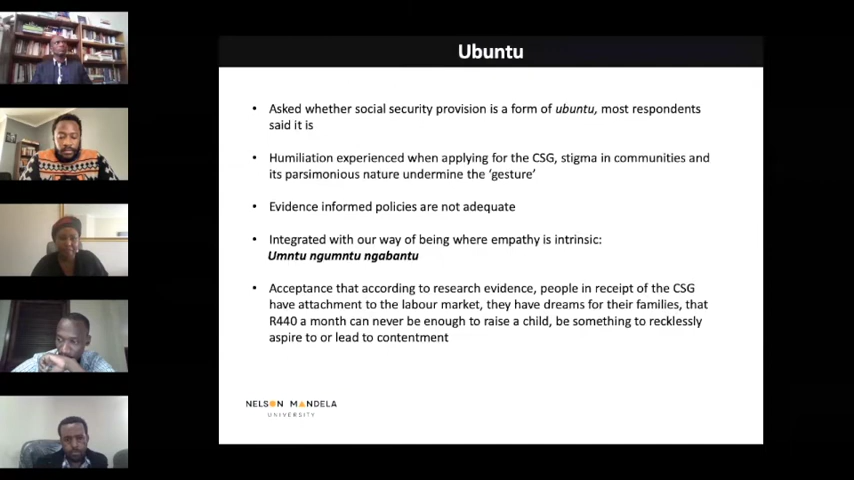 Ubuntu
• Asked whether social security provision is a form of ubuntu, most respondents
said it is
• Humiliation experienced when applying for the CSG, stigma in communities and
its parsimonious nature undermine the 'gesture'
• Evidence informed policies are not adequate
• Integrated with our way of being where empathy is intrinsic:
Umntu ngumntu ngabantu
• Acceptance that according to research evidence, people in receipt of the CSG
have attachment to the labour market, they have dreams for their families, that
R440 a month can never be enough to raise a child, be something to recklessly
aspire to or lead to contentment
NELSON MANDELA
UNIVERSITY